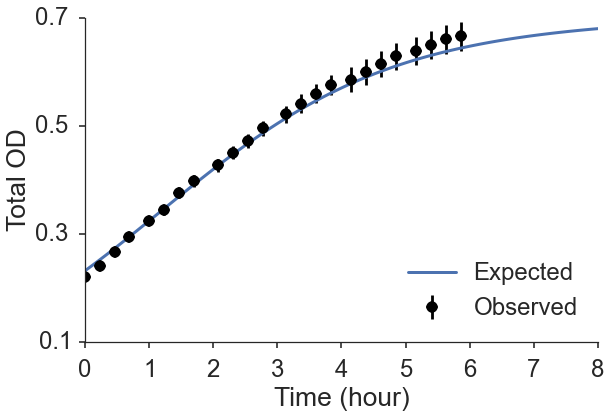 0.7
0.5
0.3
0.1
Total OD
Expected
Observed
0 1 2 3 4 5 6 7 8
Time (hour)